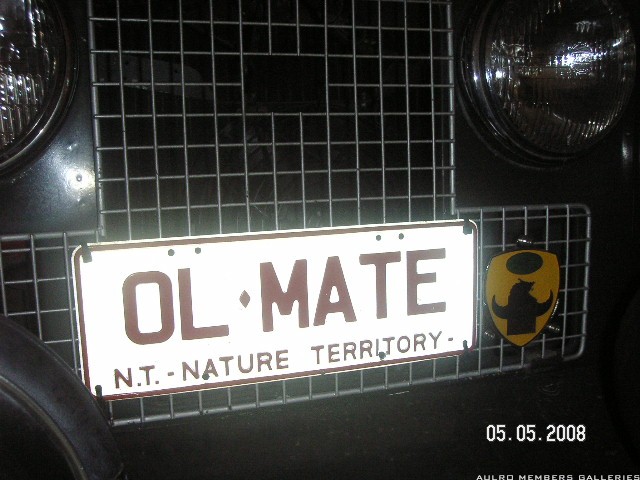 OL·MATE
N.T.-NATURE TERRITORY-
05.05.2008
AULRO MEMBERS GALLERIES